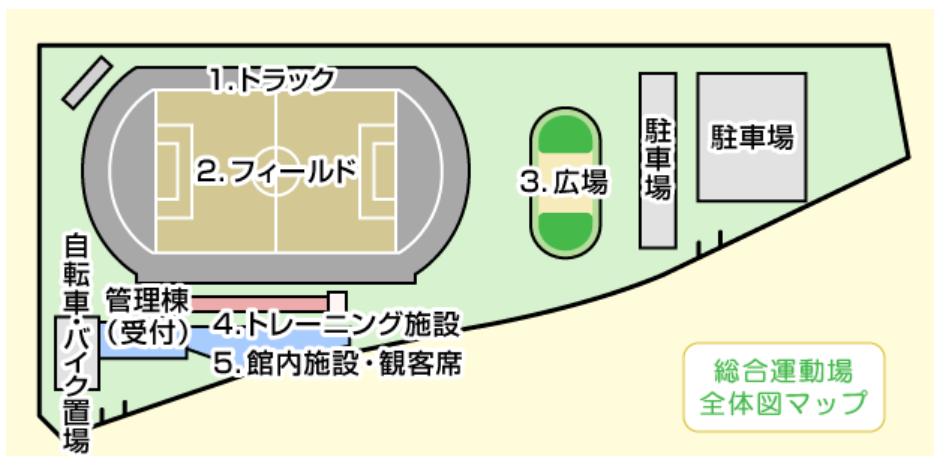 1.トラック
2.フィールド
3.広場
駐車場
駐車場
自転車・バイク置場
管理棟
(受付)
4.トレーニング施設
5.館内施設・観客席
総合運動場
全体図マップ